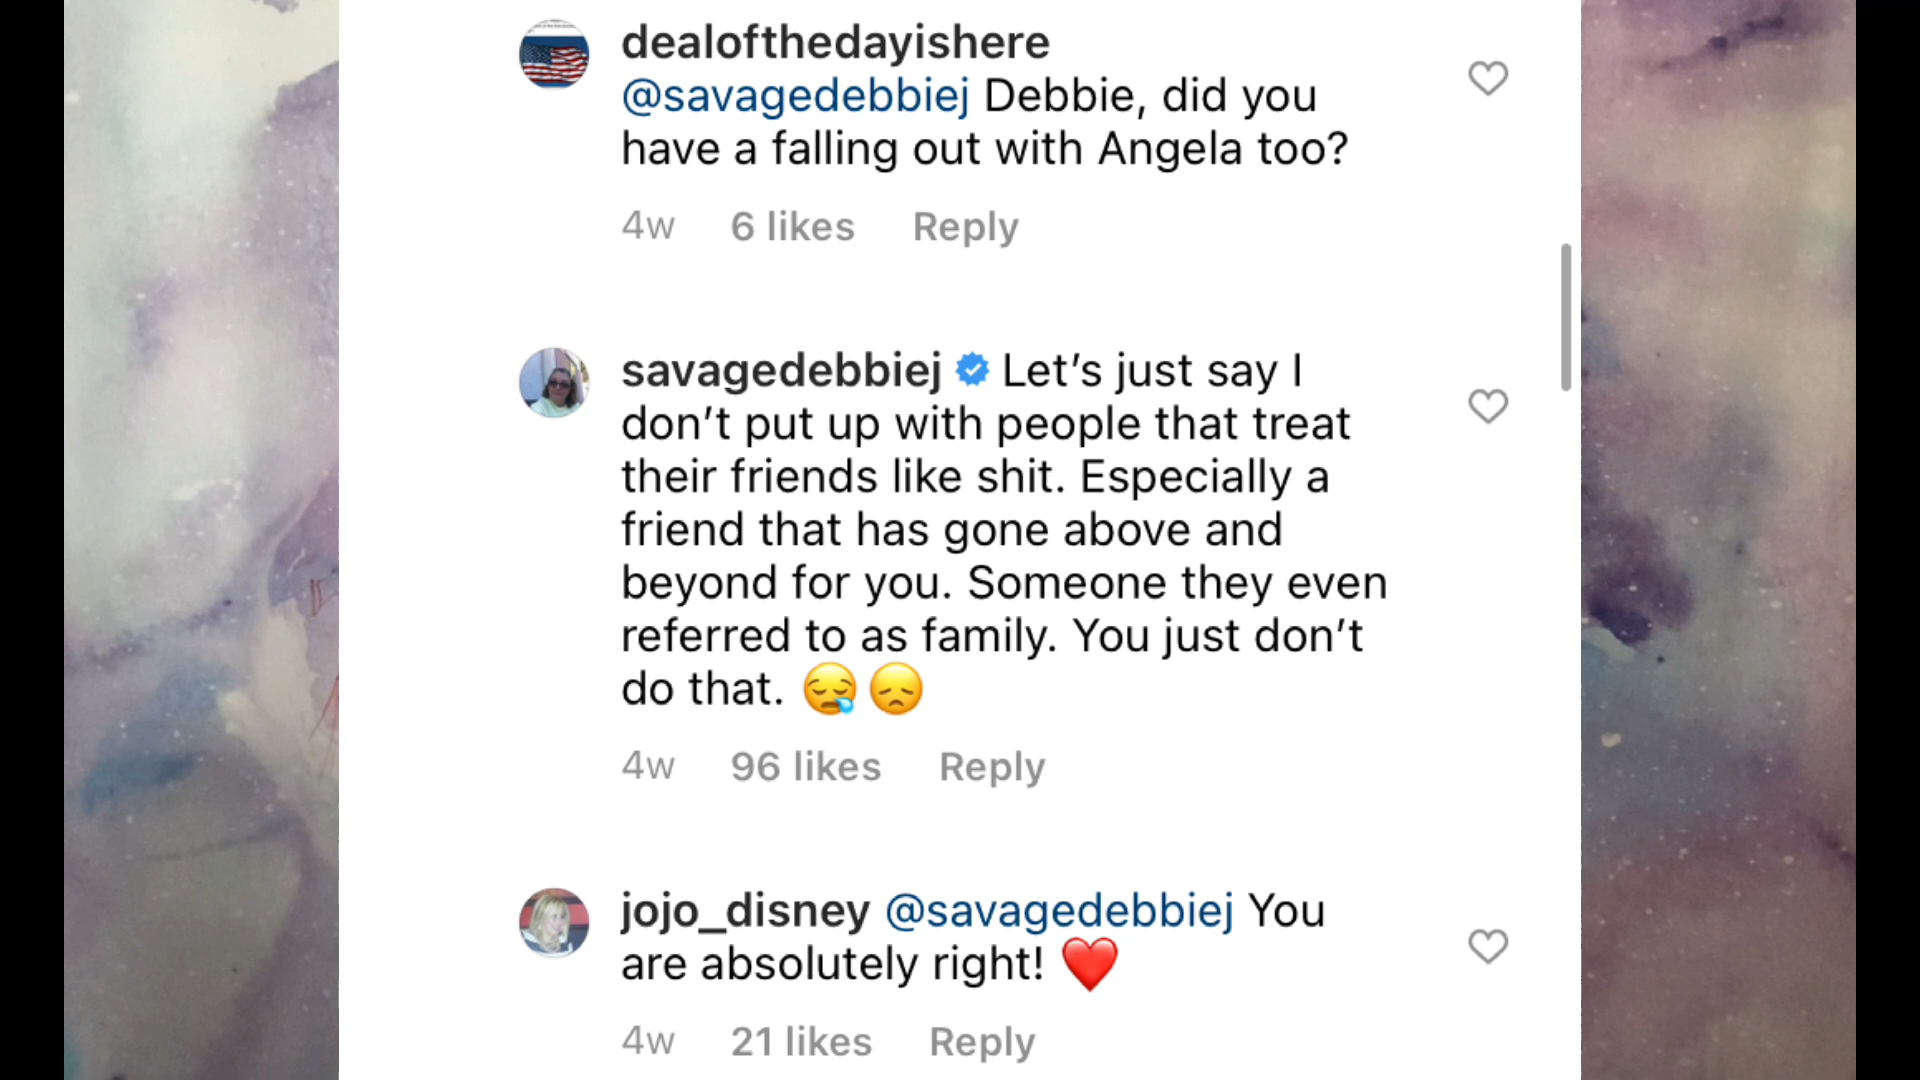 dealofthedayishere
@savagedebbiej Debbie, did you
have a falling out with Angela too?
4w 6 likes Reply
savagedebbiej Let’s just say I
don’t put up with people that treat
their friends like shit. Especially a
friend that has gone above and
beyond for you. Someone they even
referred to as family. You just don’t
do that. 😪😞
4w 96 likes Reply
jojo_disney @savagedebbiej You
are absolutely right! ❤️
4w 21 likes Reply